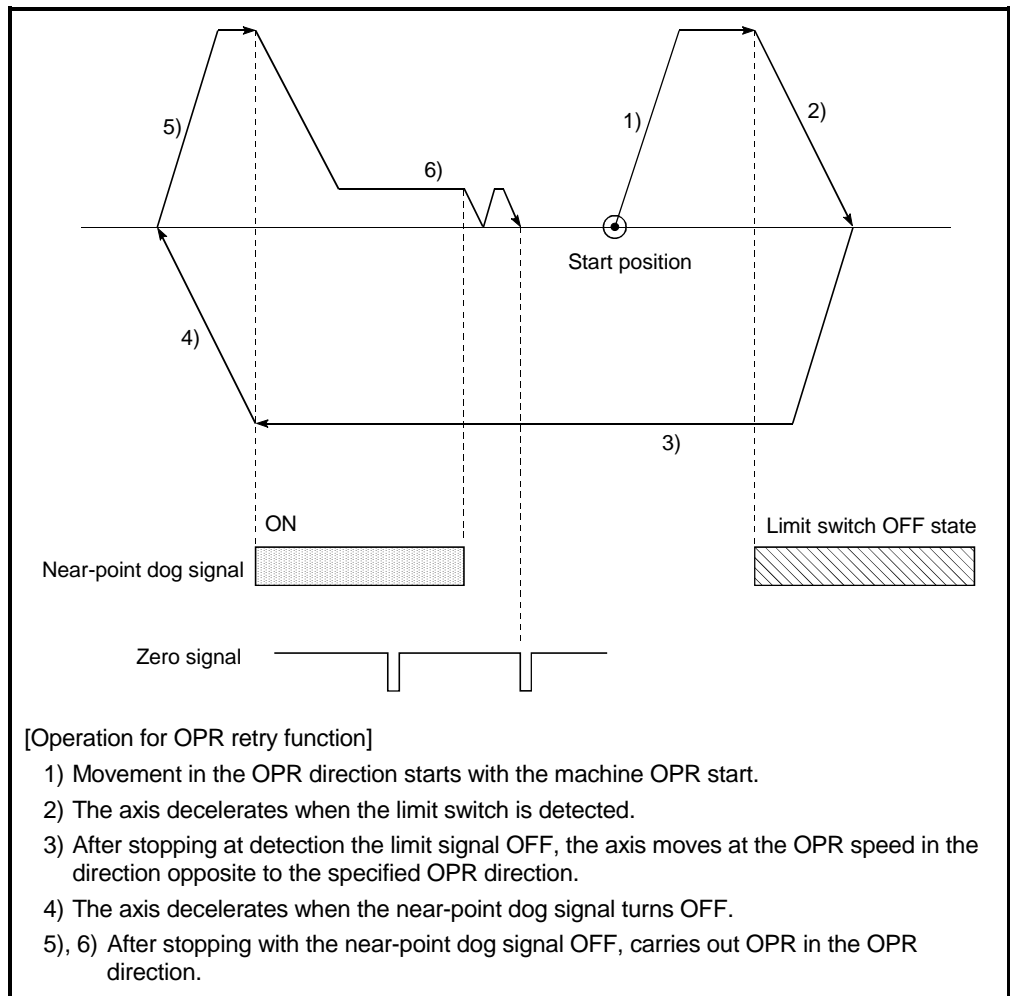 5)
6)
1)
2)
Start position
4)
3)
ON
Limit switch OFF state
Near-point dog signal
Zero signal
[Operation for OPR retry function]
1) Movement in the OPR direction starts with the machine OPR start.
2) The axis decelerates when the limit switch is detected.
3) After stopping at detection the limit signal OFF, the axis moves at the OPR speed in the
direction opposite to the specified OPR direction.
4) The axis decelerates when the near-point dog signal turns OFF.
5), 6) After stopping with the near-point dog signal OFF, carries out OPR in the OPR
direction.